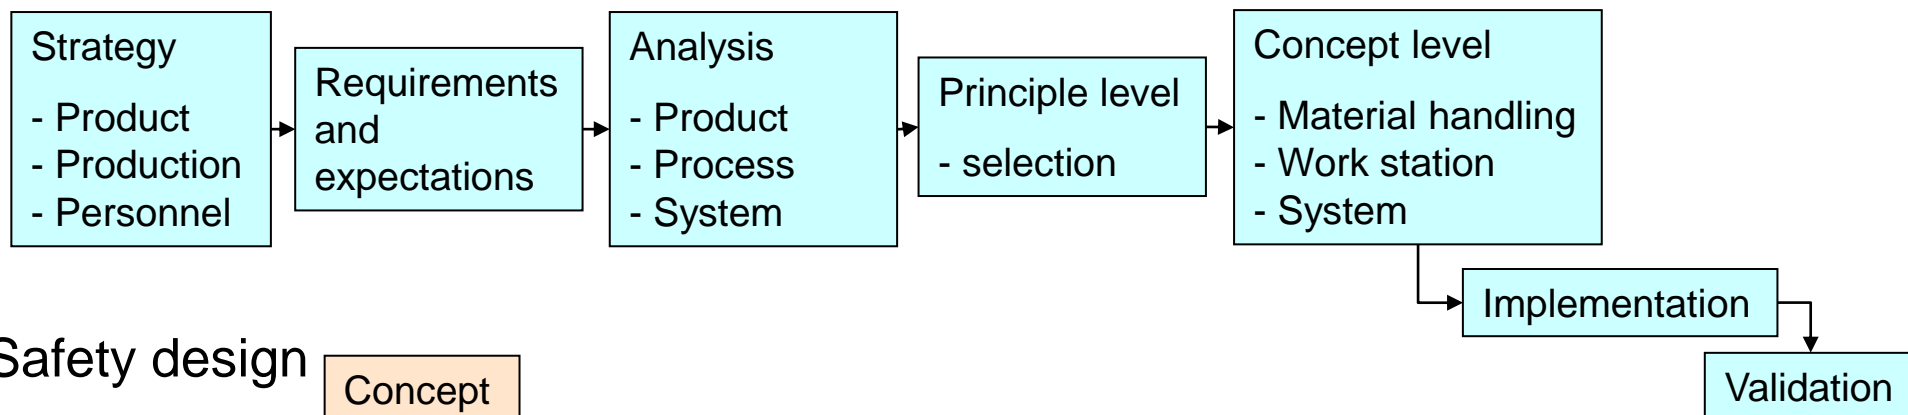 Strategy
- Product
- Production
- Personnel
Requirements
and
expectations
Analysis
- Product
- Process
- System
Principle level
- selection
Concept level
- Material handling
- Work station
- System
Implementation
Validation
Safety design
Concept